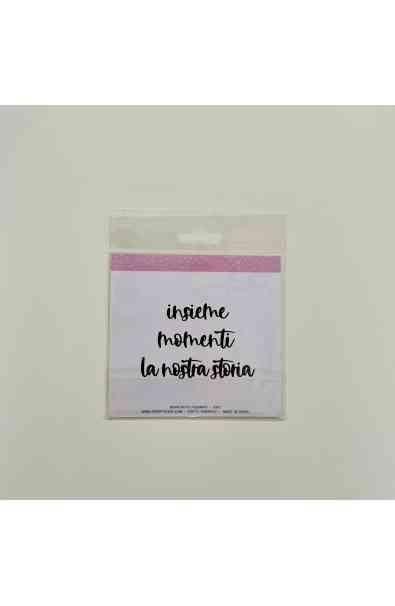 insieme
momenti
la nostra storia